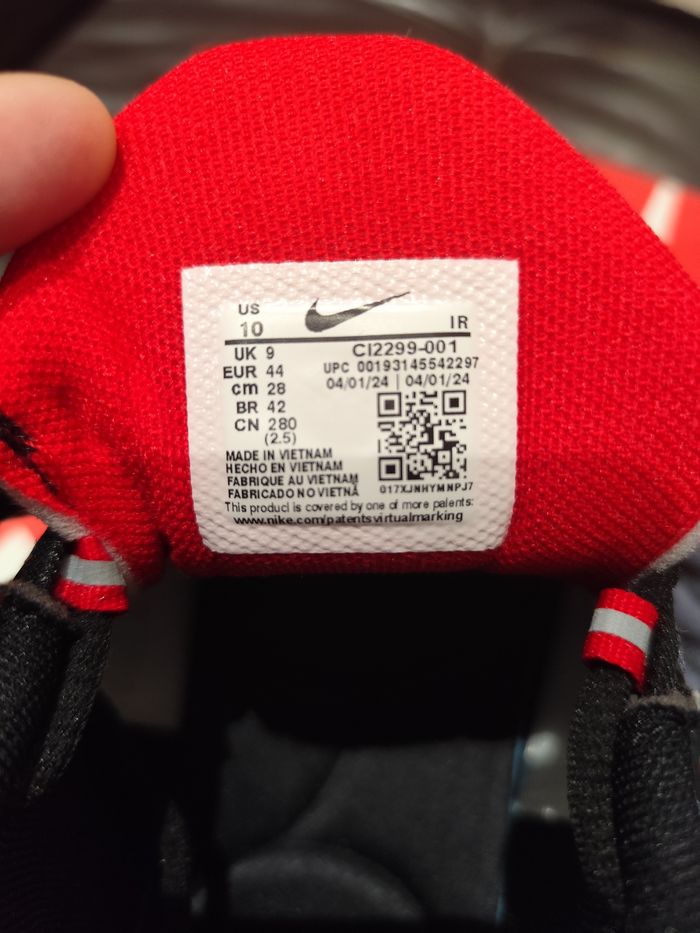 US
10
IR
UK 9
EUR 44
cm 28
BR 42
CN 280
(2.5)
CI2299-001
UPC 00193145542297
04/01/24 | 04/01/24
MADE IN VIETNAM
HECHO EN VIETNAM
FABRIQUE AU VIETNAM
FABRICADO NO VIETNÃ
017XJNHYMNPJ7
This product is covered by one of more patents:
www.nike.com/patentsvirtualmarking